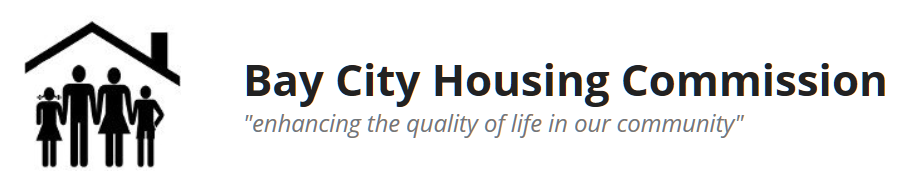 Bay City Housing Commission
"enhancing the quality of life in our community"